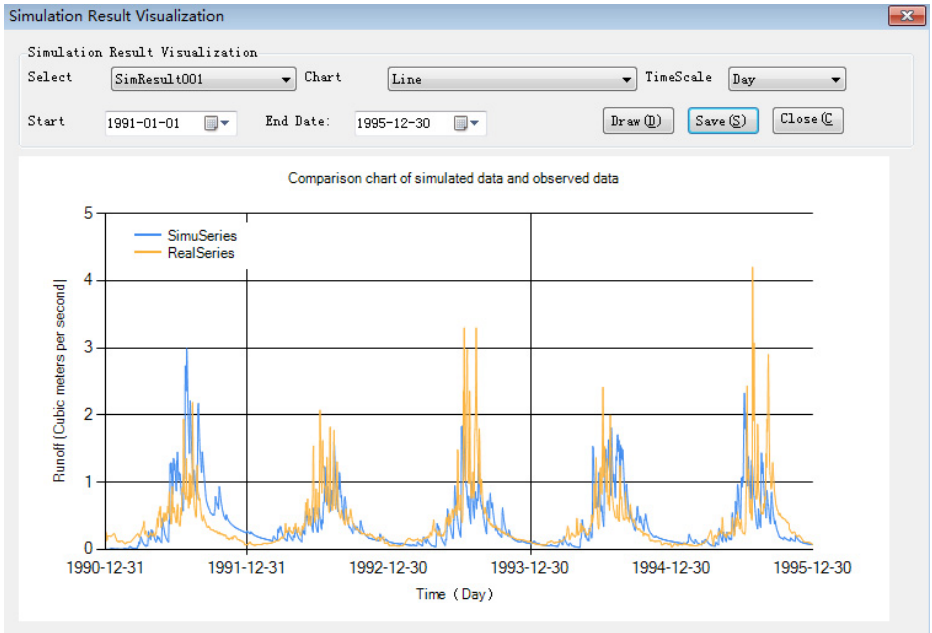 Simulation Result Visualization
Simulation Result Visualization
Select SimResult001 Chart Line TimeScale Day
Start 1991-01-01 End Date: 1995-12-30 Draw(D) Save(S) Close(C
Comparison chart of simulated data and observed data
5
SimuSeries
RealSeries
4
3
2
1
0
Runoff (Cubic meters per second)
1990-12-31 1991-12-31 1992-12-30 1993-12-30 1994-12-30 1995-12-30
Time (Day)